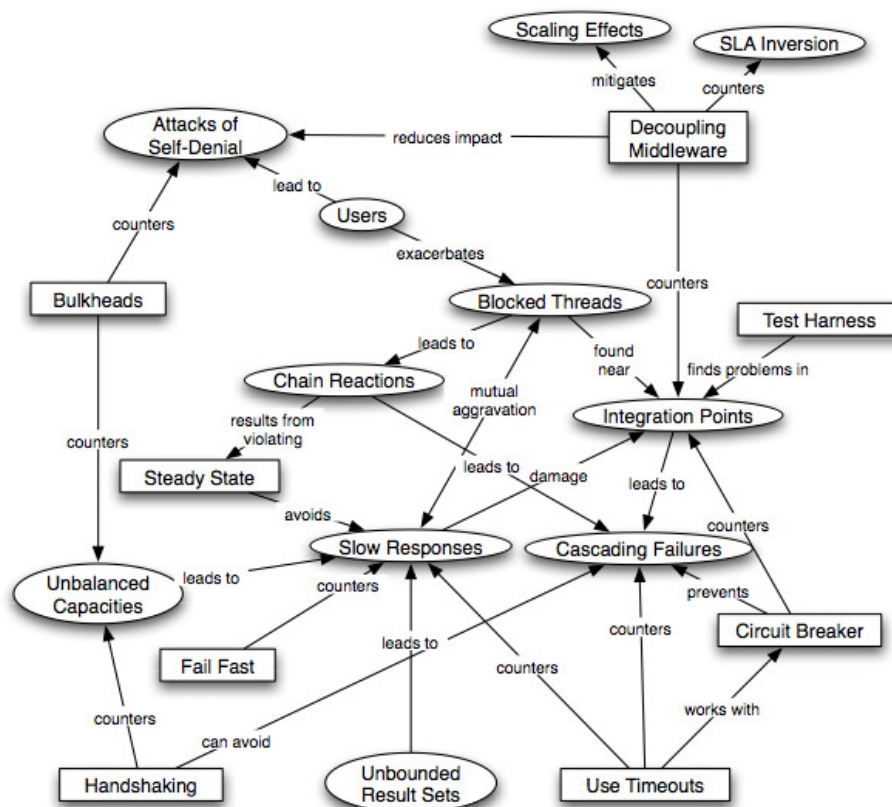 Scaling Effects
SLA Inversion
mitigates
counters
Attacks of
Self-Denial
reduces impact
Decoupling
Middleware
lead to
Users
counters
exacerbates
counters
Bulkheads
Blocked Threads
Test Harness
leads to
found
near
finds problems in
Chain Reactions
mutual
aggravation
Integration Points
results from
violating
counters
leads to
damage
Steady State
leads to
avoids
counters
Slow Responses
Cascading Failures
Unbalanced
Capacities
leads to
counters
prevents
leads to
counters
Circuit Breaker
Fail Fast
counters
works with
counters
can avoid
Handshaking
Unbounded
Result Sets
Use Timeouts